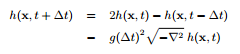 h(x, t + Δt) = 2h(x, t) − h(x, t − Δt)
− g(Δt)²√−∇² h(x, t)